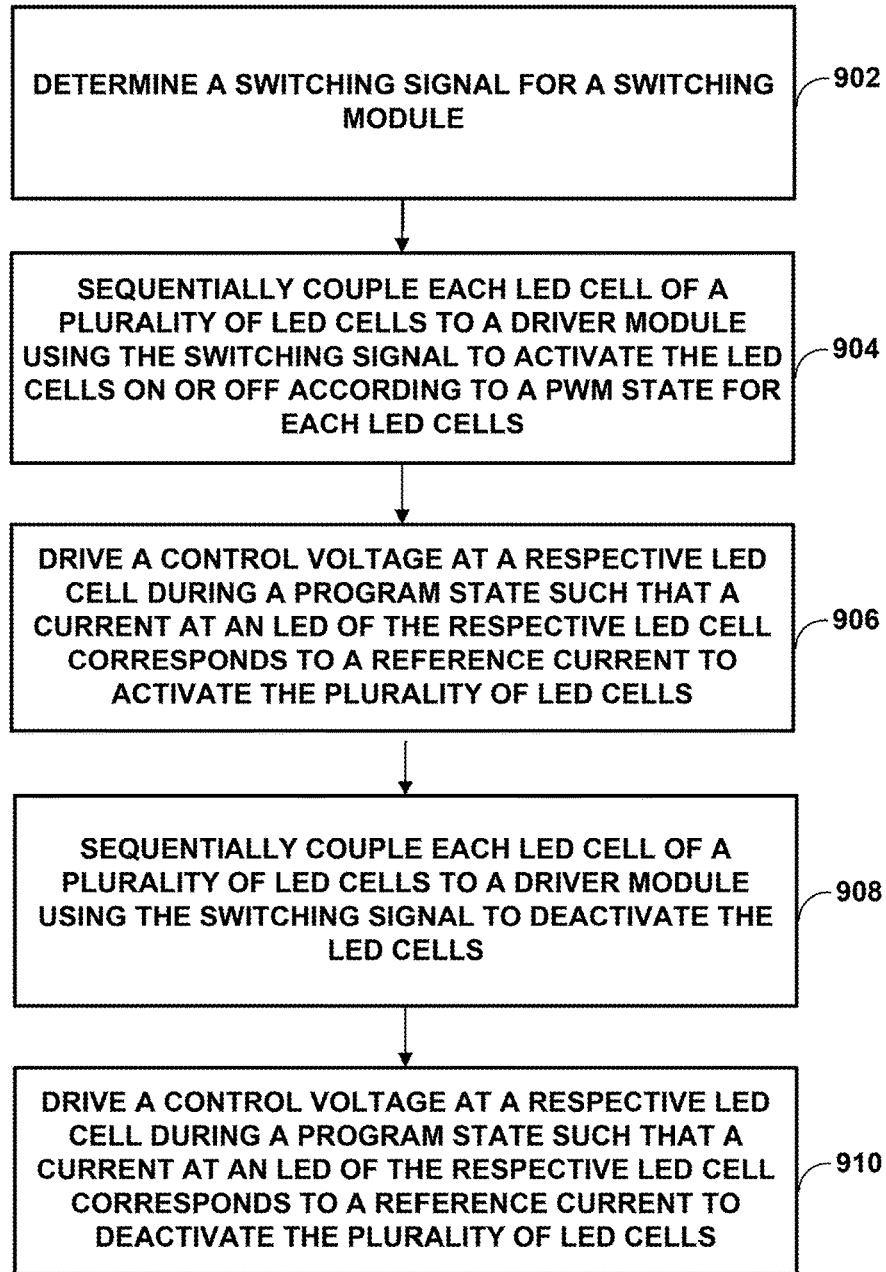 DETERMINE A SWITCHING SIGNAL FOR A SWITCHING
MODULE
902
SEQUENTIALLY COUPLE EACH LED CELL OF A
PLURALITY OF LED CELLS TO A DRIVER MODULE
USING THE SWITCHING SIGNAL TO ACTIVATE THE LED
CELLS ON OR OFF ACCORDING TO A PWM STATE FOR
EACH LED CELLS
904
DRIVE A CONTROL VOLTAGE AT A RESPECTIVE LED
CELL DURING A PROGRAM STATE SUCH THAT A
CURRENT AT AN LED OF THE RESPECTIVE LED CELL
CORRESPONDS TO A REFERENCE CURRENT TO
ACTIVATE THE PLURALITY OF LED CELLS
906
SEQUENTIALLY COUPLE EACH LED CELL OF A
PLURALITY OF LED CELLS TO A DRIVER MODULE
USING THE SWITCHING SIGNAL TO DEACTIVATE THE
LED CELLS
908
DRIVE A CONTROL VOLTAGE AT A RESPECTIVE LED
CELL DURING A PROGRAM STATE SUCH THAT A
CURRENT AT AN LED OF THE RESPECTIVE LED CELL
CORRESPONDS TO A REFERENCE CURRENT TO
DEACTIVATE THE PLURALITY OF LED CELLS
910